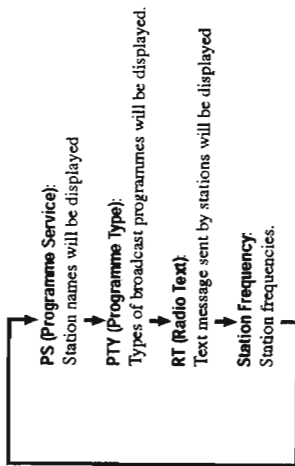 PS (Programme Service):
Station names will be displayed
PTY (Programme Type):
Types of broadcast programmes will be displayed.
RT (Radio Text):
Text message sent by stations will be displayed
Station Frequency:
Station frequencies.